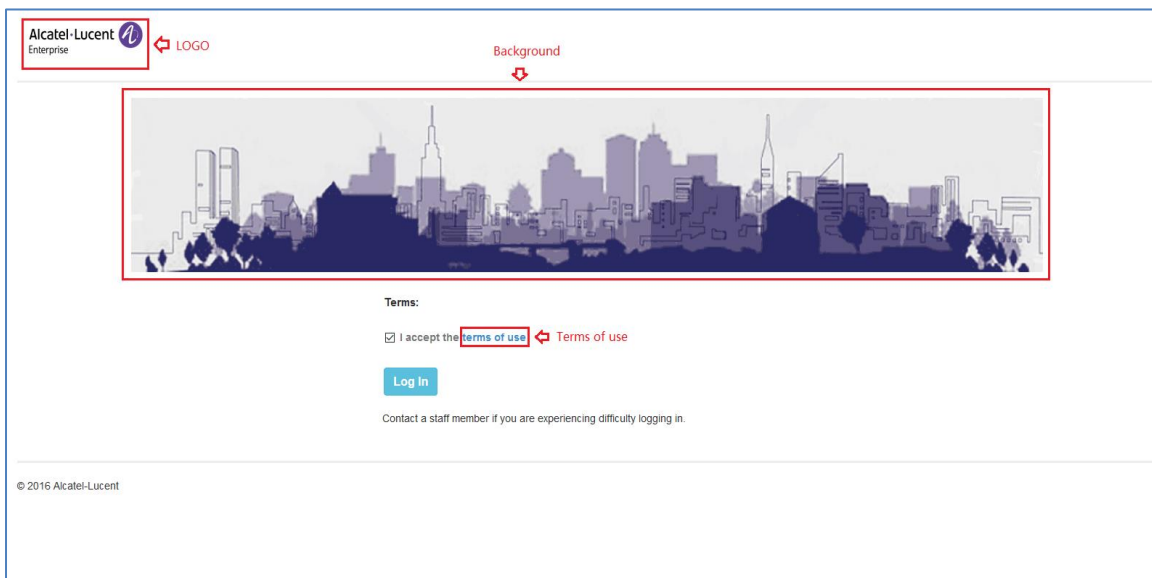 Alcatel·Lucent
Enterprise
LOGO
Background
Terms:
I accept the terms of use
Terms of use
Log In
Contact a staff member if you are experiencing difficulty logging in.
© 2016 Alcatel-Lucent